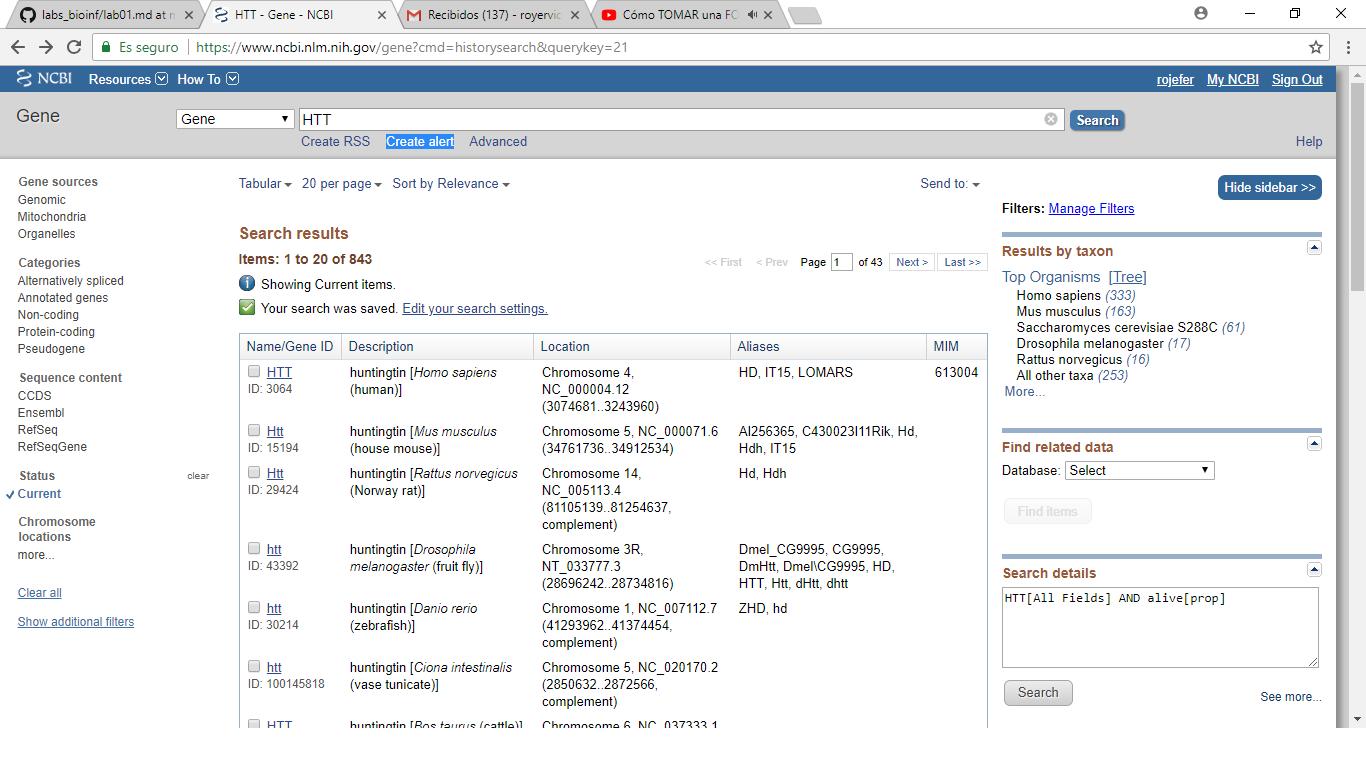 labs_bioinf/lab01.md at m
HTT - Gene - NCBI
Recibidos (137) - royervic
Cómo TOMAR una FO
Es seguro
https://www.ncbi.nlm.nih.gov/gene?cmd=historysearch&querykey=21
NCBI Resources How To
rojefer My NCBI Sign Out
Gene
Gene
HTT
Search
Create RSS Create alert Advanced
Help
Gene sources
Genomic
Mitochondria
Organelles
Categories
Alternatively spliced
Annotated genes
Non-coding
Protein-coding
Pseudogene
Sequence content
CCDS
Ensembl
RefSeq
RefSeqGene
Status clear
Current
Chromosome
locations
more...
Clear all
Show additional filters
Tabular 20 per page Sort by Relevance
Send to:
Search results
Items: 1 to 20 of 843
<< First < Prev Page 1 of 43 Next > Last >>
Showing Current items.
Your search was saved. Edit your search settings.
Name/Gene ID Description Location Aliases MIM
HTT
ID: 3064
huntingtin [Homo sapiens
(human)]
Chromosome 4,
NC_000004.12
(3074681..3243960)
HD, IT15, LOMARS
613004
Htt
ID: 15194
huntingtin [Mus musculus
(house mouse)]
Chromosome 5, NC_000071.6
(34761736..34912534)
AI256365, C430023I11Rik, Hd,
Hdh, IT15
Htt
ID: 29424
huntingtin [Rattus norvegicus
(Norway rat)]
Chromosome 14,
NC_005113.4
(81105139..81254637,
complement)
Hd, Hdh
htt
ID: 43392
huntingtin [Drosophila
melanogaster (fruit fly)]
Chromosome 3R,
NT_033777.3
(28696242..28734816)
Dmel_CG9995, CG9995,
DmHtt, Dmel\CG9995, HD,
HTT, Htt, dHtt, dhtt
htt
ID: 30214
huntingtin [Danio rerio
(zebrafish)]
Chromosome 1, NC_007112.7
(41293962..41374454,
complement)
ZHD, hd
htt
ID: 100145818
huntingtin [Ciona intestinalis
(vase tunicate)]
Chromosome 5, NC_020170.2
(2850632..2872566,
complement)
HTT
huntingtin [Bos taurus (cattle)]
Chromosome 6, NC_037333.1
Hide sidebar >>
Filters: Manage Filters
Results by taxon
Top Organisms [Tree]
Homo sapiens (333)
Mus musculus (163)
Saccharomyces cerevisiae S288C (61)
Drosophila melanogaster (17)
Rattus norvegicus (16)
All other taxa (253)
More...
Find related data
Database: Select
Find items
Search details
HTT[All Fields] AND alive[prop]
Search
See more...